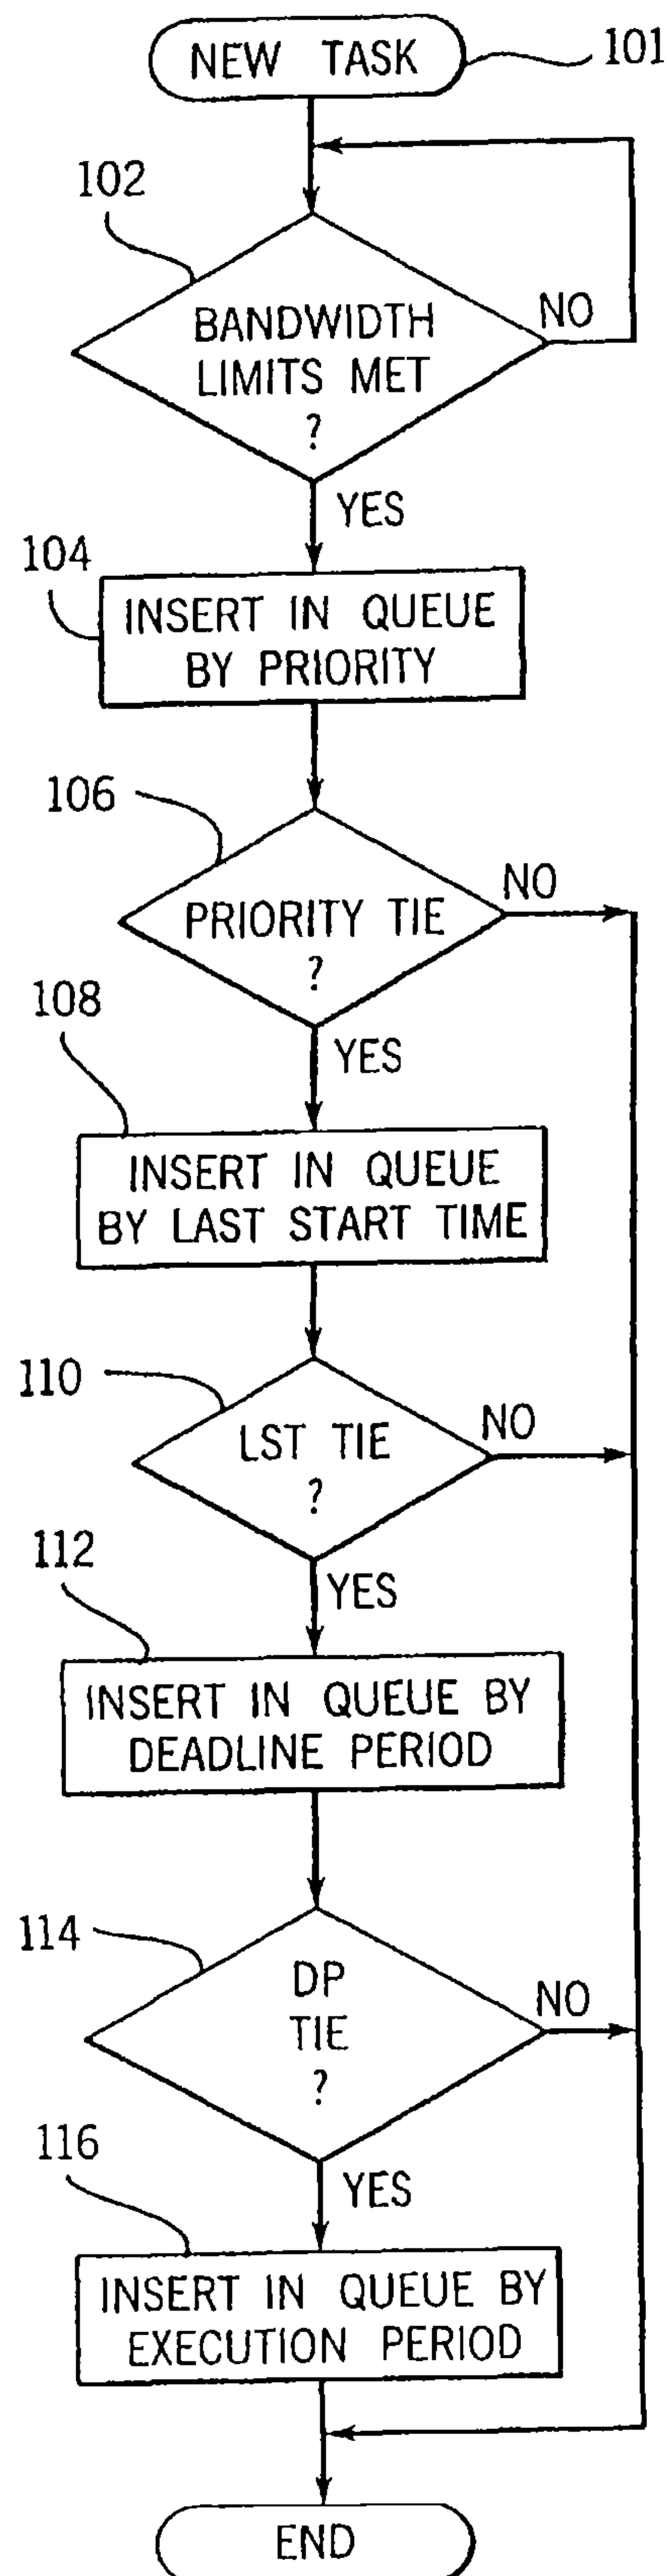 NEW TASK
101
102
BANDWIDTH
LIMITS MET
?
NO
YES
104
INSERT IN QUEUE
BY PRIORITY
106
PRIORITY TIE
?
NO
YES
108
INSERT IN QUEUE
BY LAST START TIME
110
LST TIE
?
NO
YES
112
INSERT IN QUEUE BY
DEADLINE PERIOD
114
DP
TIE
?
NO
YES
116
INSERT IN QUEUE BY
EXECUTION PERIOD
END